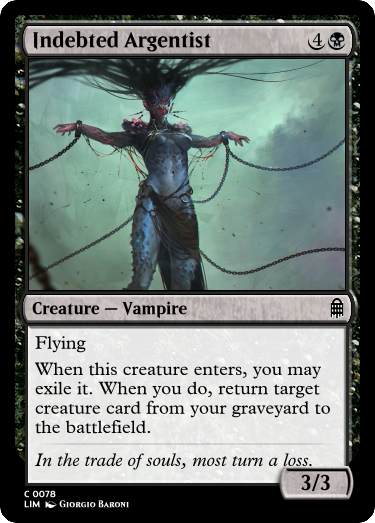 Indebted Argentist 4
Creature — Vampire
Flying
When this creature enters, you may
exile it. When you do, return target
creature card from your graveyard to
the battlefield.
In the trade of souls, most turn a loss.
3/3
C 0078
LIM Giorgio Baroni